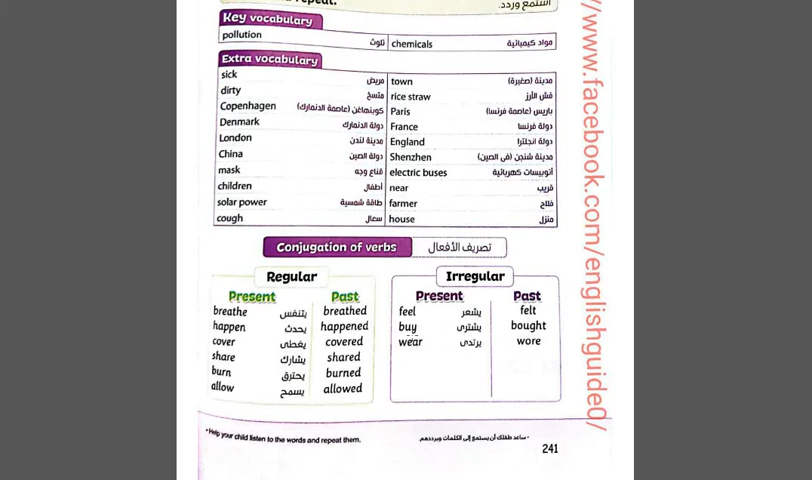 repeat.
استمع وردد.
Key vocabulary
pollution تلوث chemicals مواد كيميائية
Extra vocabulary
sick مريض town مدينة (صغيرة)
dirty متسخ rice straw قش الأرز
Copenhagen كوبنهاغن (عاصمة الدنمارك) Paris باريس (عاصمة فرنسا)
Denmark دولة الدنمارك France دولة فرنسا
London مدينة لندن England دولة انجلترا
China دولة الصين Shenzhen مدينة شنجن (فى الصين)
mask قناع وجه electric buses أتوبيسات كهربائية
children أطفال near قريب
solar power طاقة شمسية farmer فلاح
cough سعال house منزل
Conjugation of verbs تصريف الأفعال
Regular Irregular
Present Past Present Past
breathe يتنفس breathed feel يشعر felt
happen يحدث happened buy يشترى bought
cover يغطى covered wear يرتدى wore
share يشارك shared
burn يحترق burned
allow يسمح allowed
• Help your child listen to the words and repeat them.
- ساعد طفلك أن يستمع إلى الكلمات ويرددهم.
241
//www.facebook.com/englishguide0/